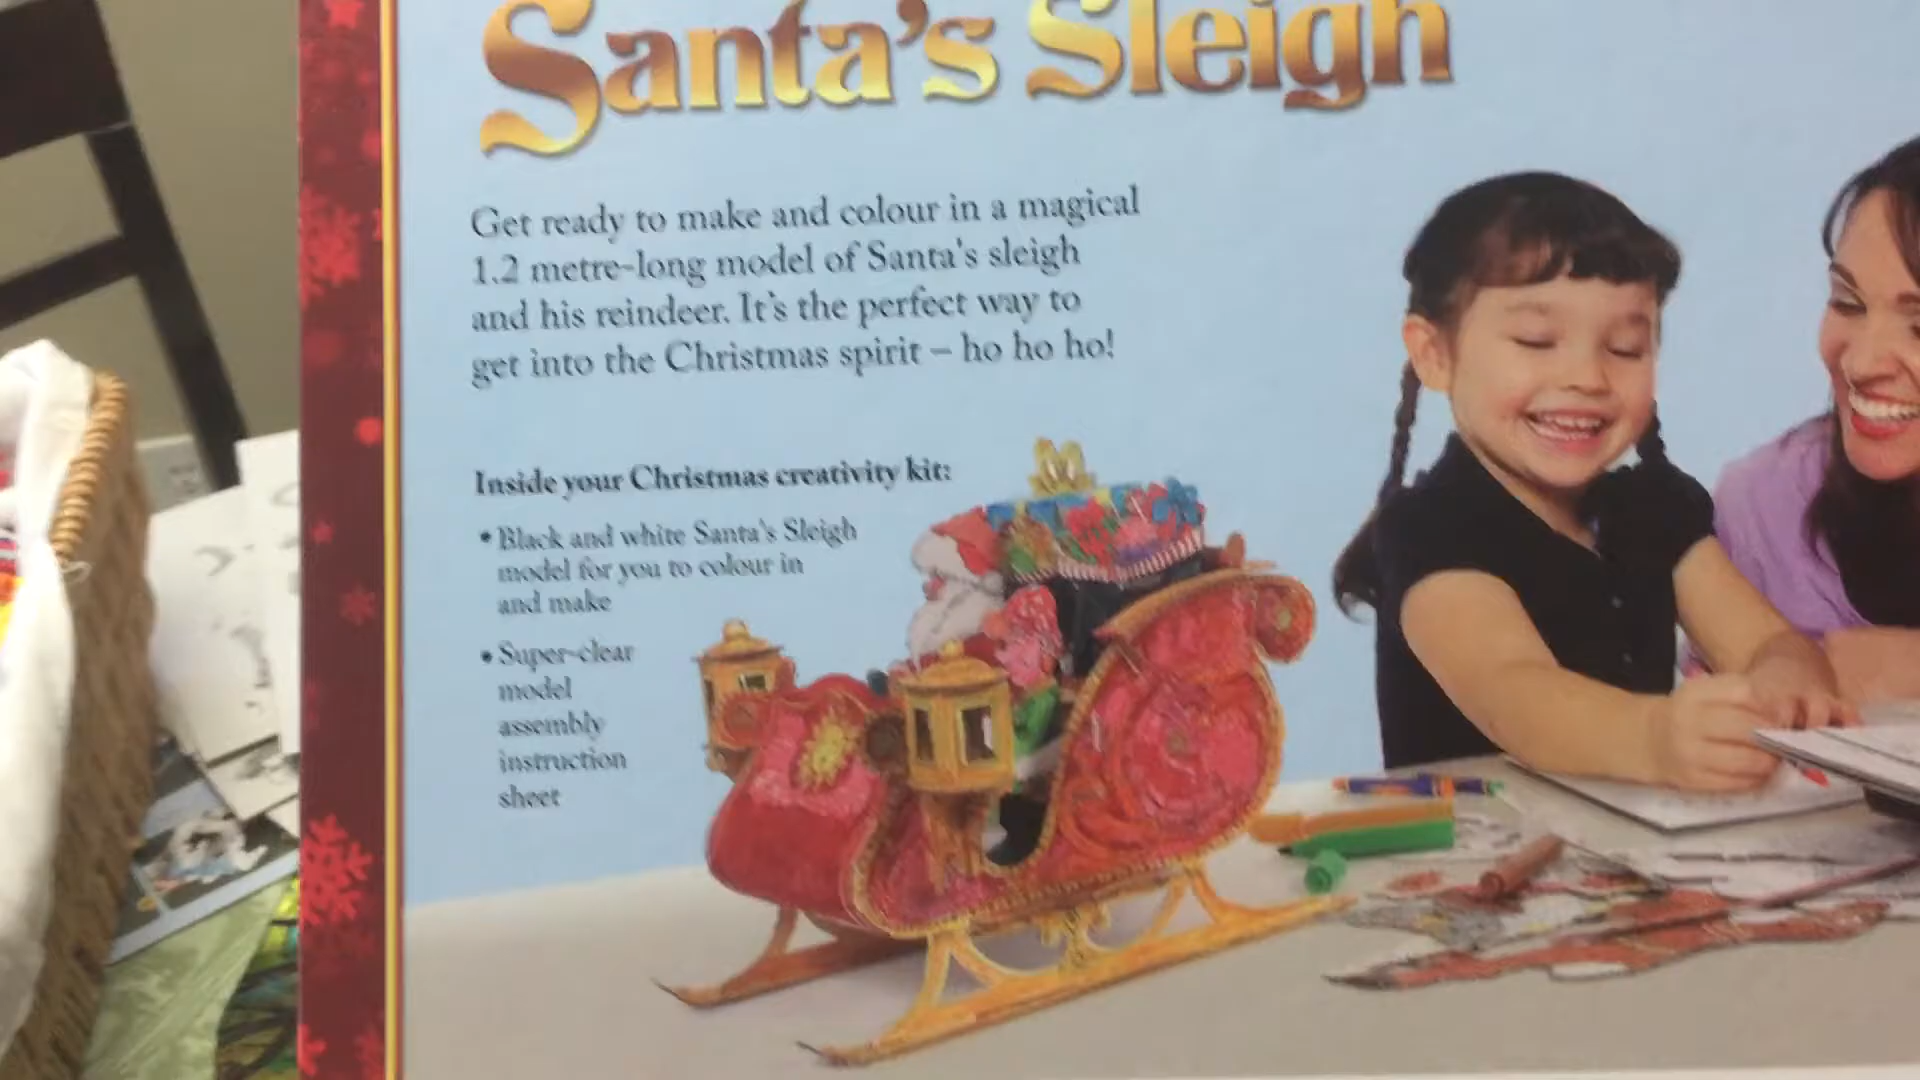 Santa's Sleigh
Get ready to make and colour in a magical
1.2 metre-long model of Santa's sleigh
and his reindeer. It's the perfect way to
get into the Christmas spirit – ho ho ho!
Inside your Christmas creativity kit:
• Black and white Santa's Sleigh
model for you to colour in
and make
• Super-clear
model
assembly
instruction
sheet